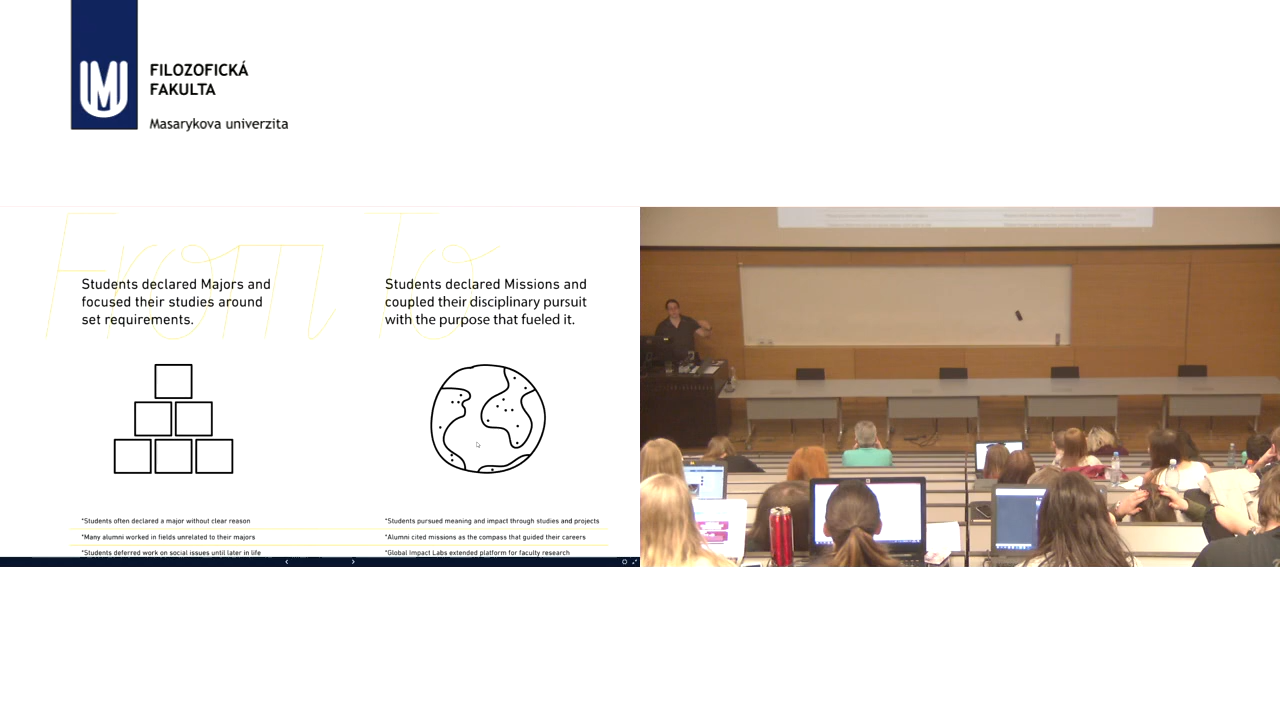 FILOZOFICKÁ
FAKULTA
Masarykova univerzita
From To
Students declared Majors and
focused their studies around
set requirements.
Students declared Missions and
coupled their disciplinary pursuit
with the purpose that fueled it.
*Students often declared a major without clear reason
*Many alumni worked in fields unrelated to their majors
*Students deferred work on social issues until later in life
*Students pursued meaning and impact through studies and projects
*Alumni cited missions as the compass that guided their careers
*Global Impact Labs extended platform for faculty research